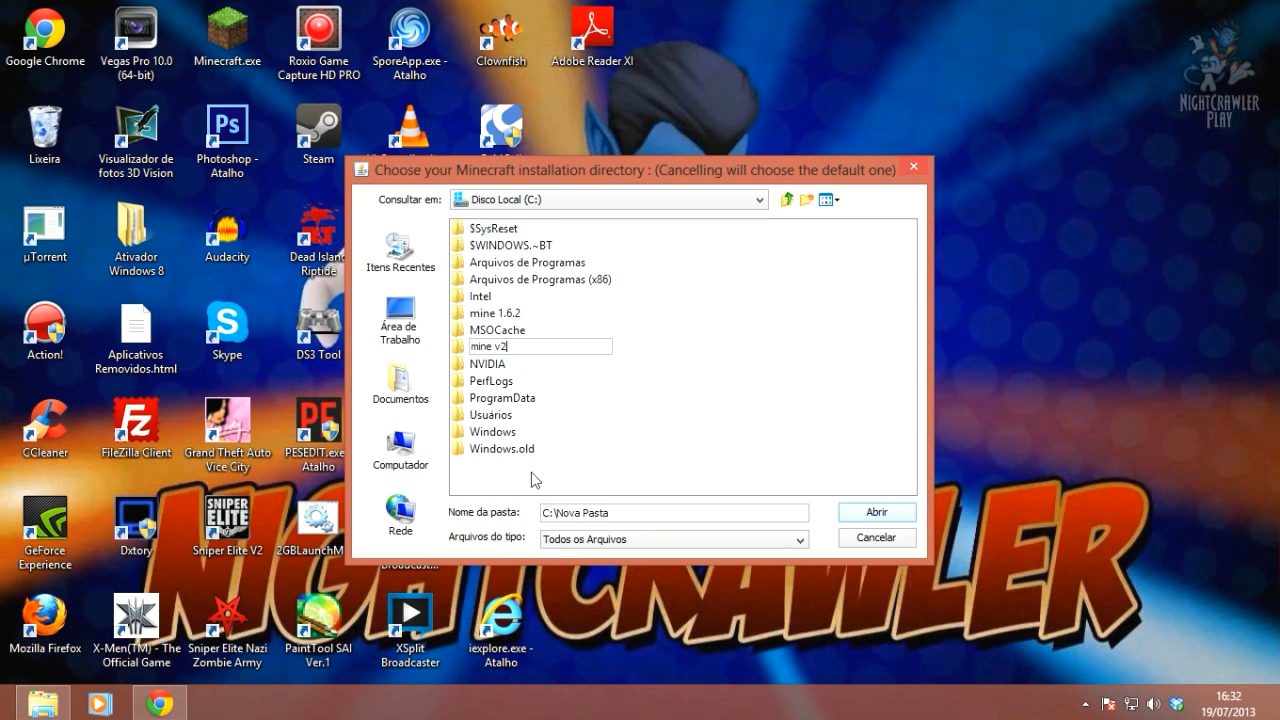 Google Chrome
Vegas Pro 10.0
(64-bit)
Minecraft.exe
Roxio Game
Capture HD PRO
SporeApp.exe -
Atalho
Clownfish
Adobe Reader XI
NIGHTCRAWLER
PLAY
Lixeira
Visualizador de
fotos 3D Vision
Ps
Photoshop -
Atalho
Steam
Choose your Minecraft installation directory : (Cancelling will choose the default one)
Consultar em:
Disco Local (C:)
µTorrent
Ativador
Windows 8
Audacity
Dead Island
Riptide
Itens Recentes
Área de
Trabalho
Documentos
Computador
Rede
$SysReset
$WINDOWS.~BT
Arquivos de Programas
Arquivos de Programas (x86)
Intel
mine 1.6.2
MSOCache
mine v2
NVIDIA
PerfLogs
ProgramData
Usuários
Windows
Windows.old
Nome da pasta:
C:\Nova Pasta
Abrir
Arquivos do tipo:
Todos os Arquivos
Cancelar
Action!
Aplicativos
Removidos.html
Skype
DS3 Tool
CCleaner
FileZilla Client
Grand Theft Auto
Vice City
PESEDIT.exe
Atalho
GeForce
Experience
Dxtory
SNIPER
ELITE
Sniper Elite V2
2GBLaunchM
Broadcast...
NIGHTCRAWLER
Mozilla Firefox
X-Men(TM) - The
Official Game
Sniper Elite Nazi
Zombie Army
PaintTool SAI
Ver.1
XSplit
Broadcaster
iexplore.exe -
Atalho
16:32
19/07/2013